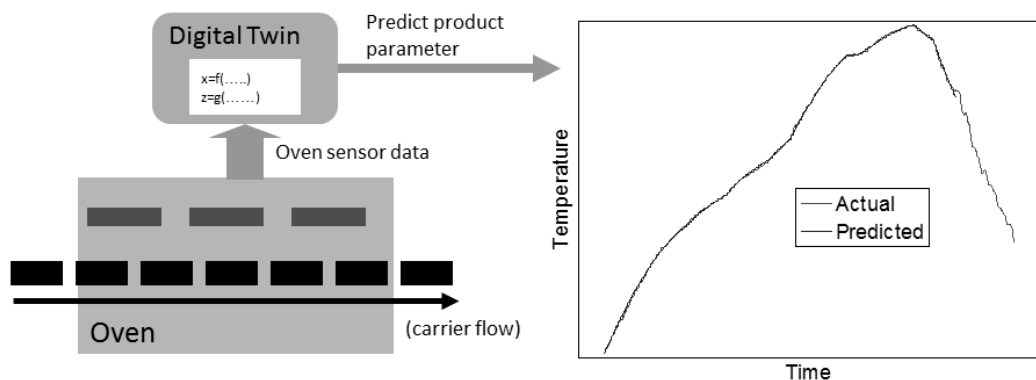 Digital Twin
x=f(.....)
z=g(......)
Predict product
parameter
Oven sensor data
Oven
(carrier flow)
Temperature
Actual
Predicted
Time